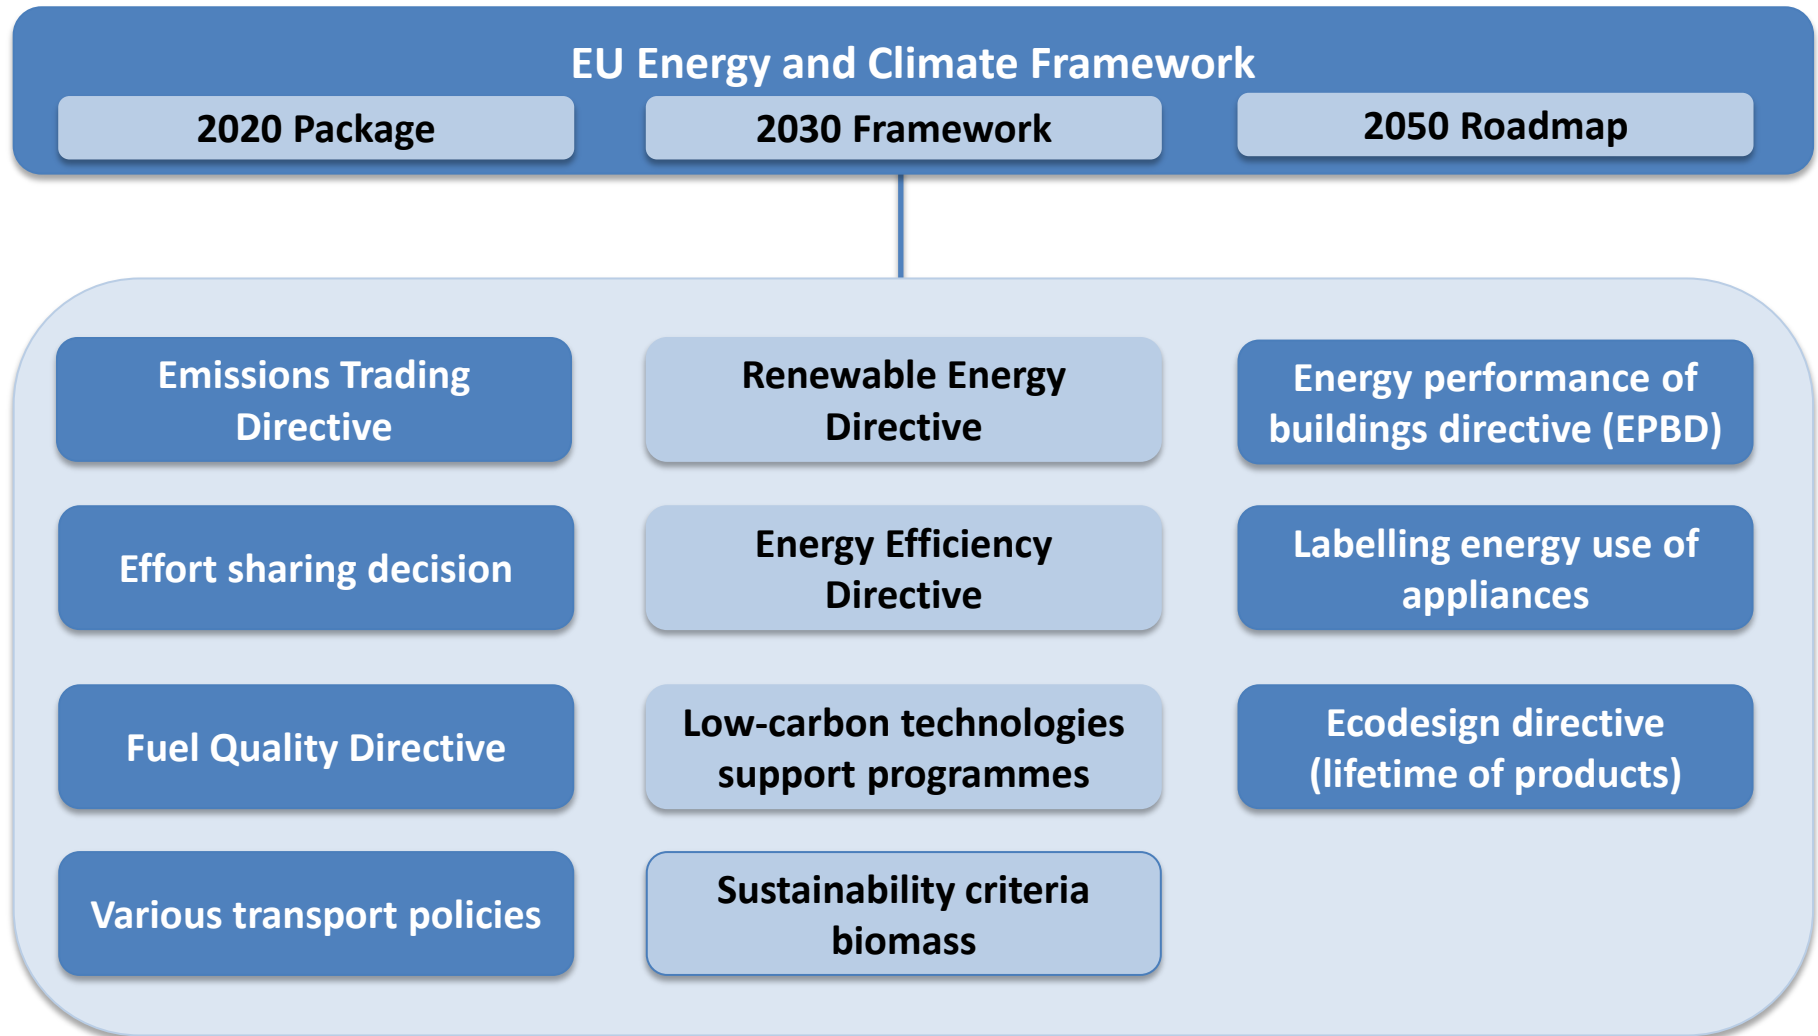 EU Energy and Climate Framework
2020 Package
2030 Framework
2050 Roadmap
Emissions Trading
Directive
Renewable Energy
Directive
Energy performance of
buildings directive (EPBD)
Effort sharing decision
Energy Efficiency
Directive
Labelling energy use of
appliances
Fuel Quality Directive
Low-carbon technologies
support programmes
Ecodesign directive
(lifetime of products)
Various transport policies
Sustainability criteria
biomass